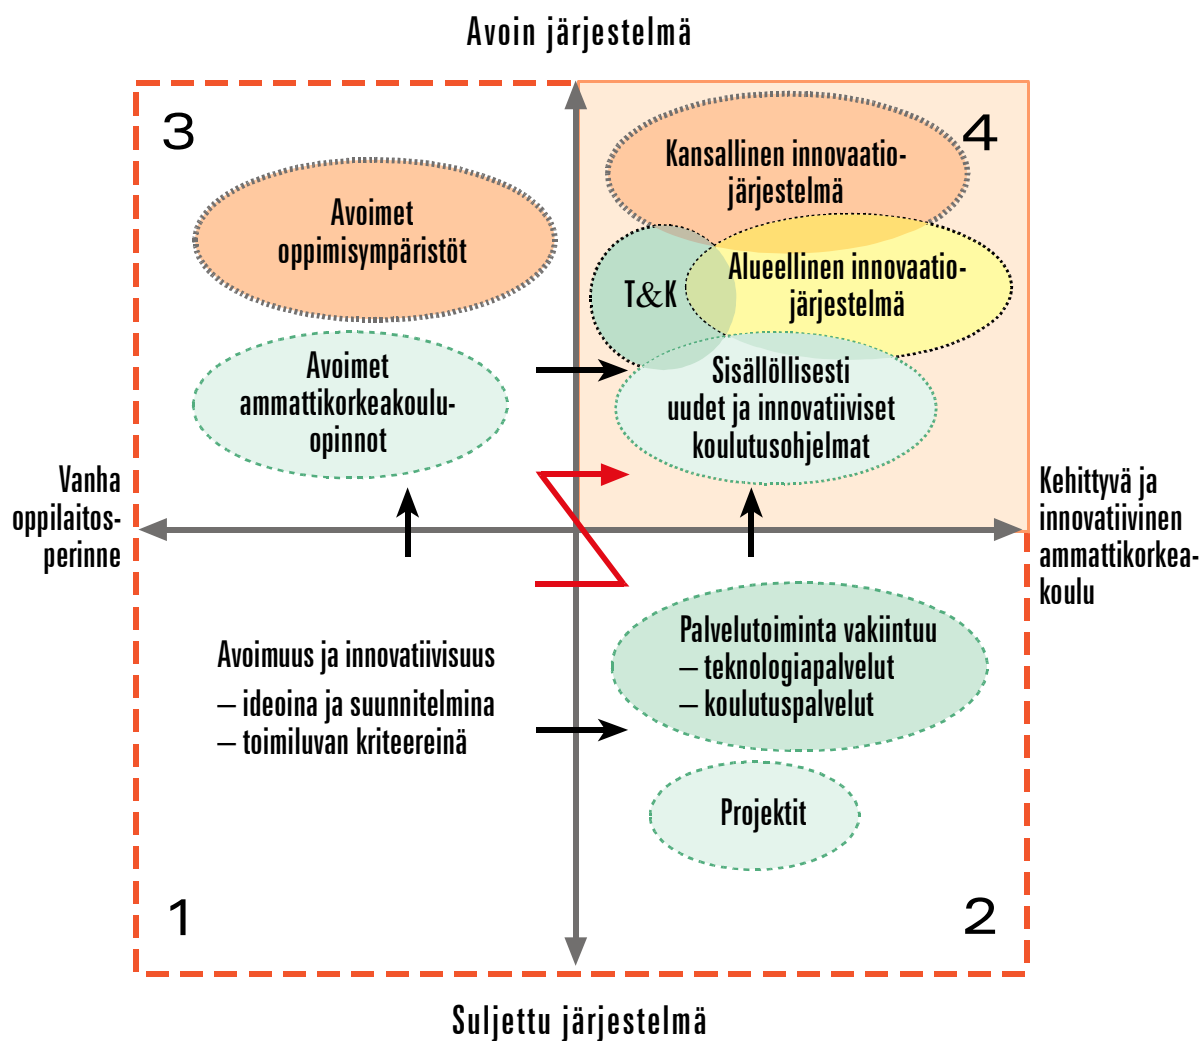 Avoin järjestelmä
3
Avoimet
oppimisympäristöt
Avoimet
ammattikorkeakoulu-
opinnot
4
Kansallinen innovaatio-
järjestelmä
T&K
Alueellinen innovaatio-
järjestelmä
Sisällöllisesti
uudet ja innovatiiviset
koulutusohjelmat
Vanha
oppilaitos-
perinne
Kehittyvä ja
innovatiivinen
ammattikorkea-
koulu
Avoimuus ja innovatiivisuus
– ideoina ja suunnitelmina
– toimiluvan kriteereinä
1
Palvelutoiminta vakiintuu
– teknologiapalvelut
– koulutuspalvelut
Projektit
2
Suljettu järjestelmä